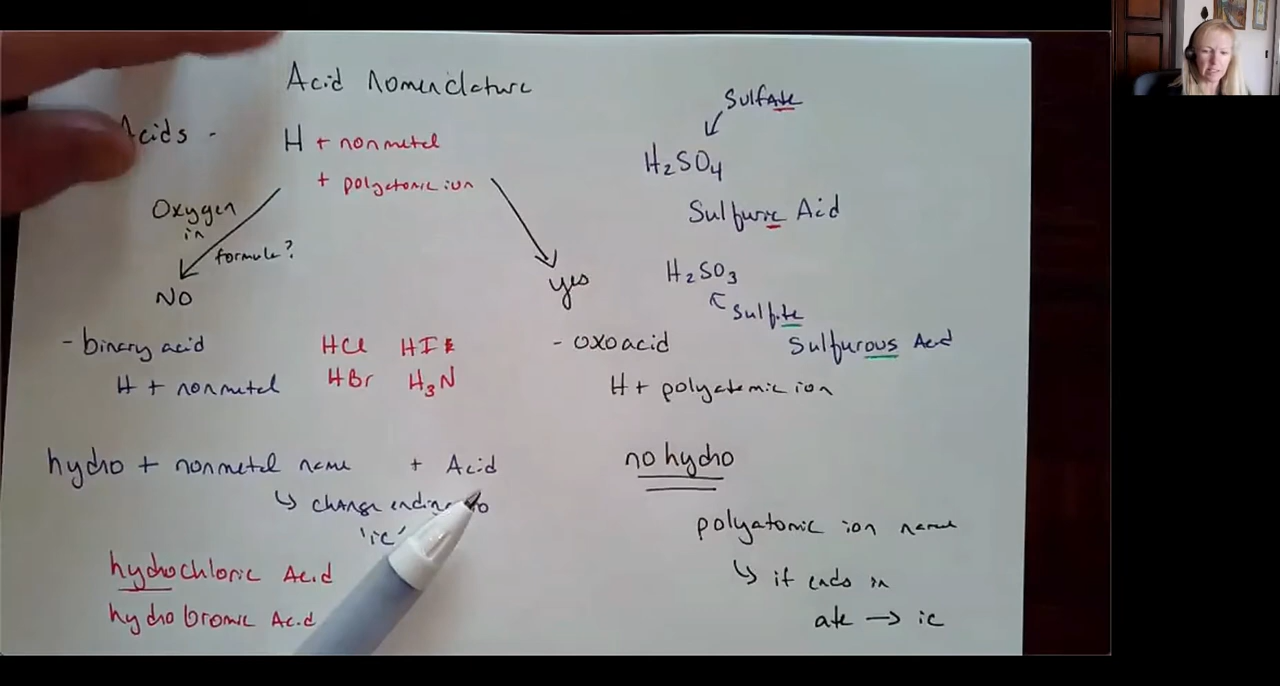 Acid nomenclature
Acids -
H + nonmetal
+ polyatomic ion
Oxygen
in
formula?
NO
yes
- binary acid
H + nonmetal
HCl HI
HBr H₃N
hydro + nonmetal name + Acid
↳ change ending to
'ic'
hydrochloric Acid
hydrobromic Acid
Sulfate
H₂SO₄
Sulfuric Acid
H₂SO₃
Sulfite
Sulfurous Acid
- oxoacid
H + polyatomic ion
no hydro
polyatomic ion name
↳ if ends in
ate → ic